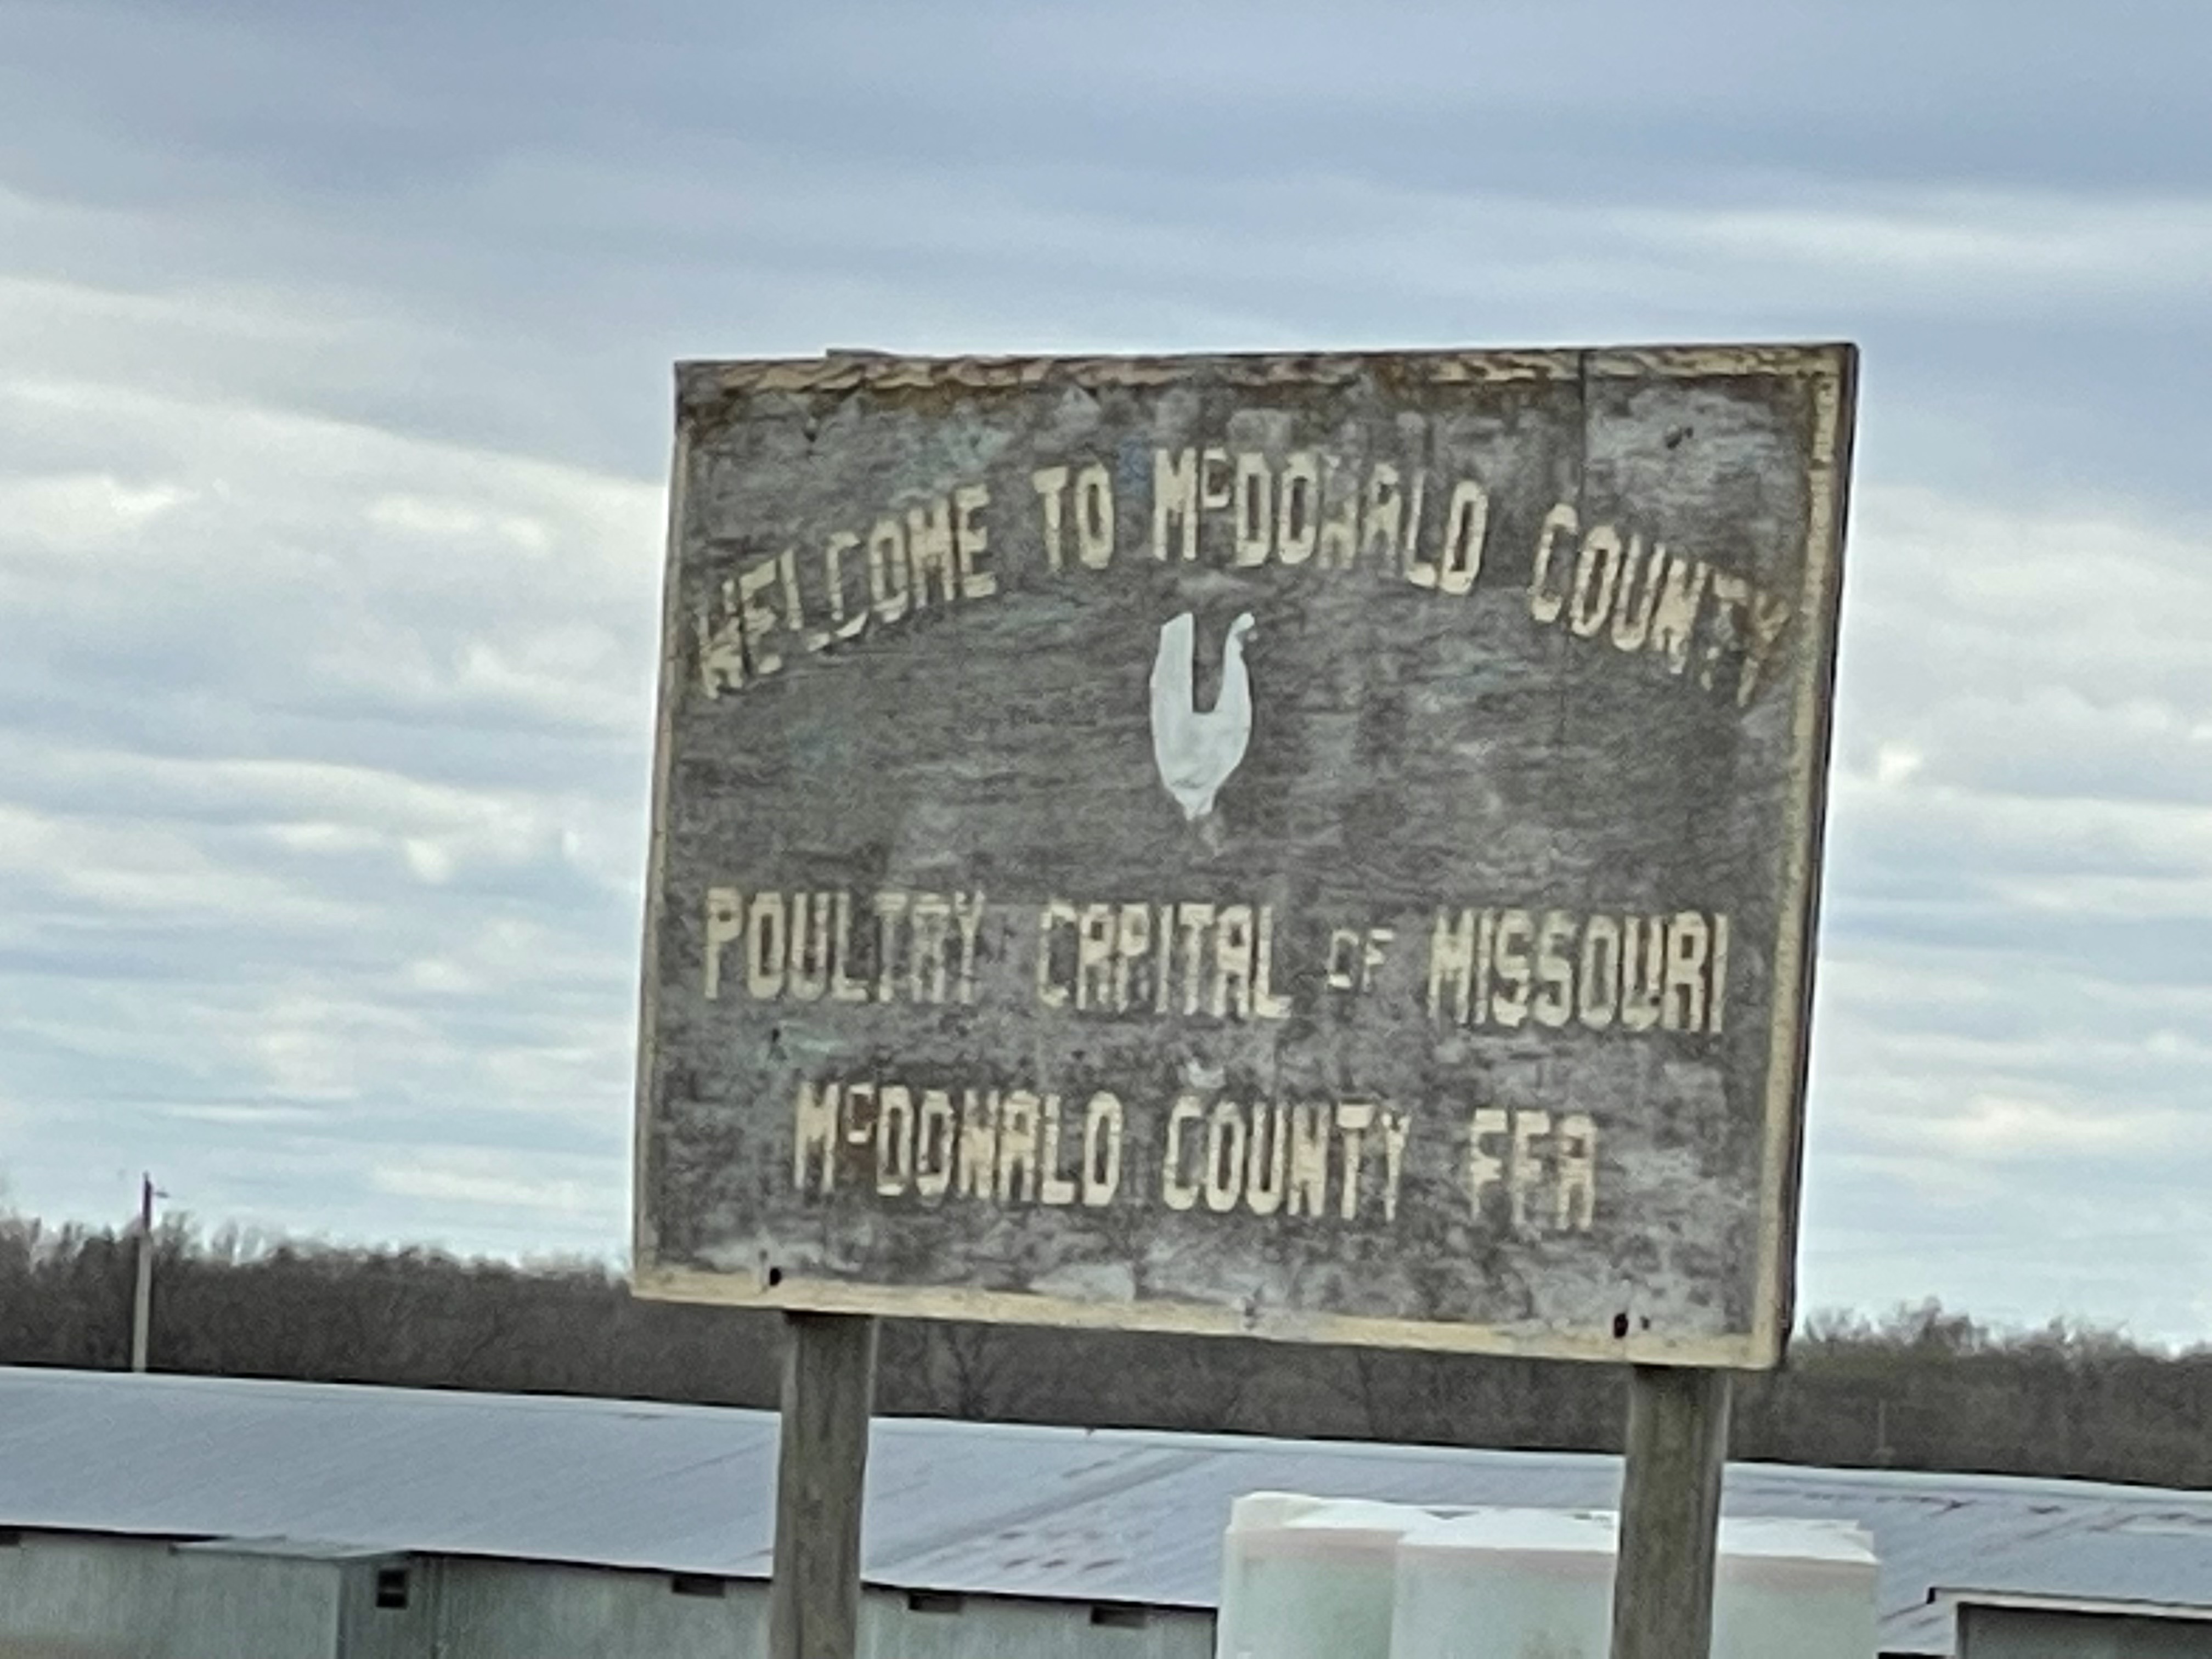 WELCOME TO McDONALD COUNTY
POULTRY CAPITAL OF MISSOURI
McDONALD COUNTY FFA